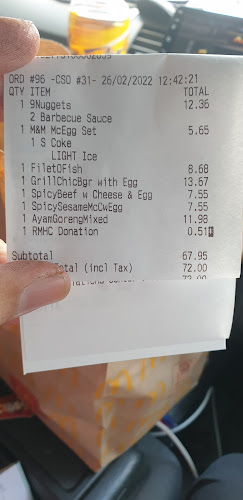 ORD #96 -CSO #31- 26/02/2022 12:42:21
QTY ITEM TOTAL
1 9Nuggets 12.36
2 Barbecue Sauce
1 M&M McEgg Set 5.65
1 S Coke
LIGHT Ice
1 FiletOFish 8.68
1 GrillChicBgr with Egg 13.67
1 SpicyBeef w Cheese & Egg 7.55
1 SpicySesameMcCwEgg 7.55
1 AyamGorengMixed 11.98
1 RMHC Donation 0.51
Subtotal 67.95
Total (incl Tax) 72.00